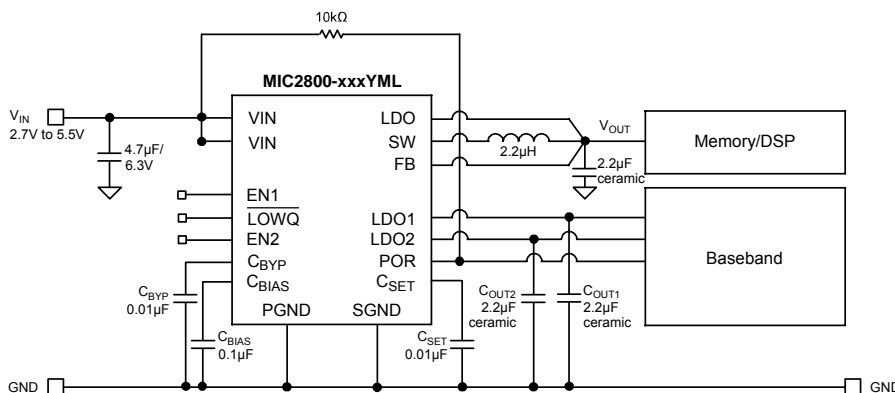 10kΩ
MIC2800-xxxYML
VIN
2.7V to 5.5V
4.7µF/
6.3V
VIN
VIN
EN1
LOWQ
EN2
CBYP
CBIAS
PGND
SGND
LDO
SW
FB
LDO1
LDO2
POR
CSET
2.2µH
VOUT
2.2µF
ceramic
Memory/DSP
Baseband
CBYP
0.01µF
CBIAS
0.1µF
CSET
0.01µF
COUT2
2.2µF
ceramic
COUT1
2.2µF
ceramic
GND
GND